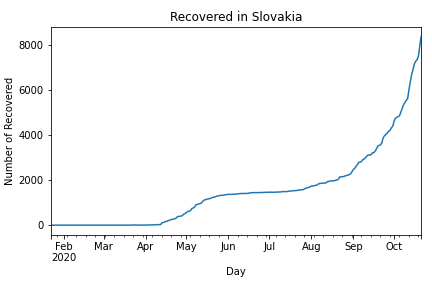 Recovered in Slovakia
Number of Recovered
8000
6000
4000
2000
0
Feb Mar Apr May Jun Jul Aug Sep Oct
2020
Day